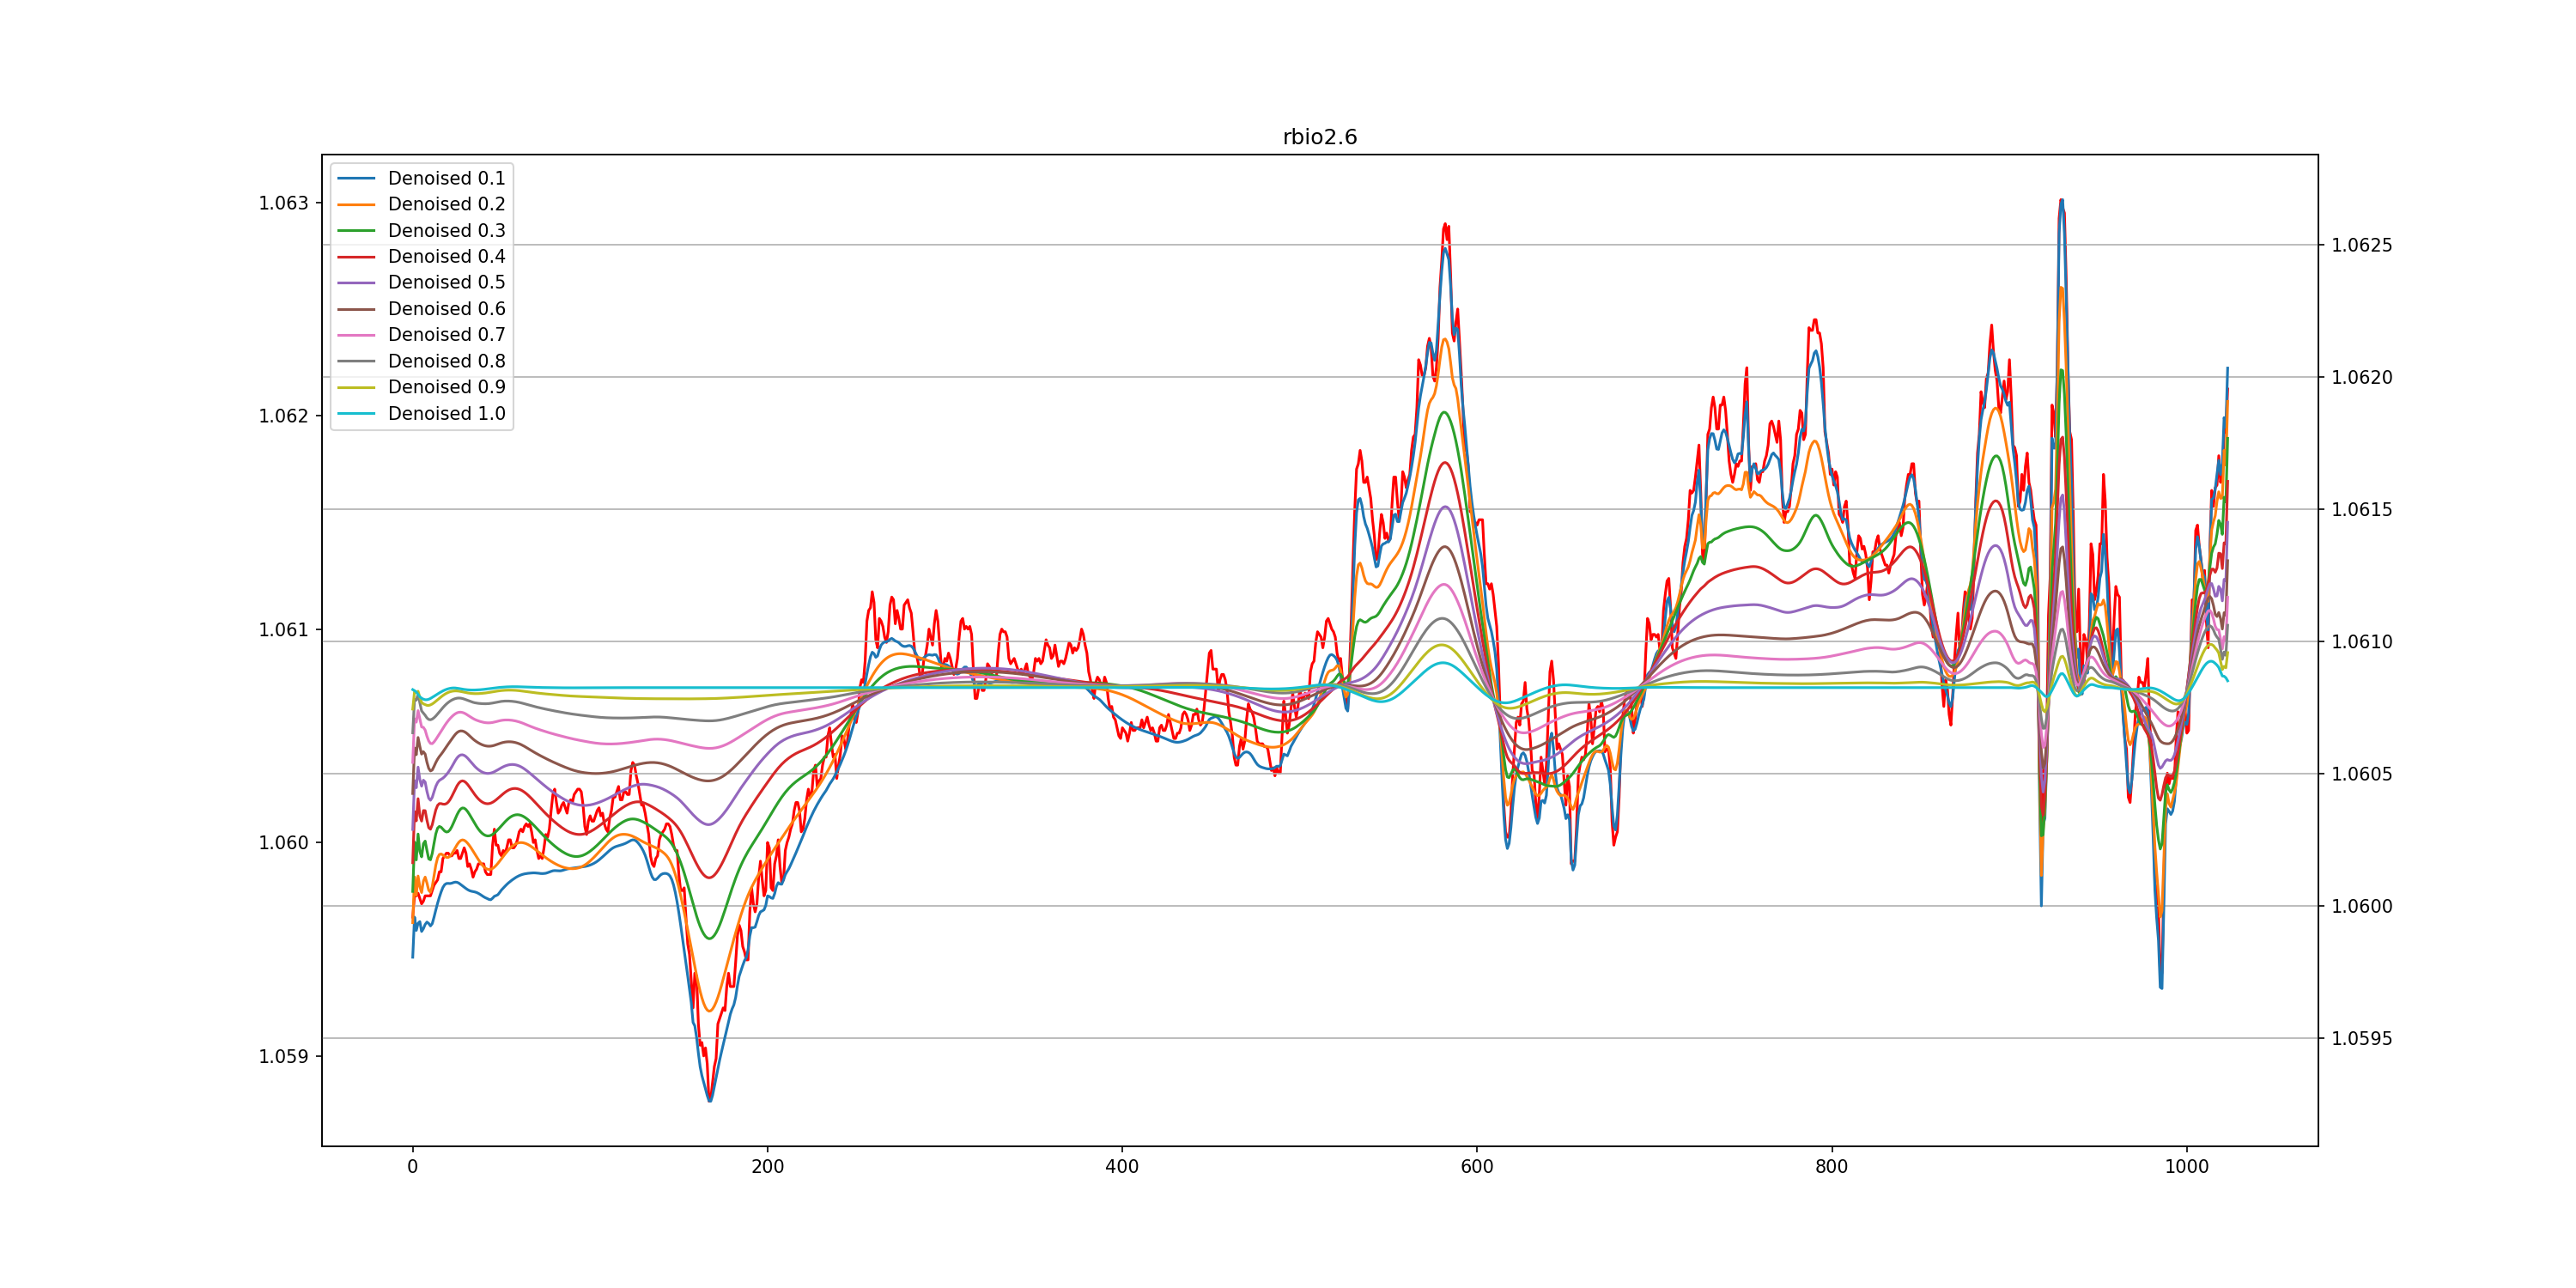 rbio2.6
Denoised 0.1
Denoised 0.2
Denoised 0.3
Denoised 0.4
Denoised 0.5
Denoised 0.6
Denoised 0.7
Denoised 0.8
Denoised 0.9
Denoised 1.0
1.063
1.062
1.061
1.060
1.059
1.0625
1.0620
1.0615
1.0610
1.0605
1.0600
1.0595
0 200 400 600 800 1000